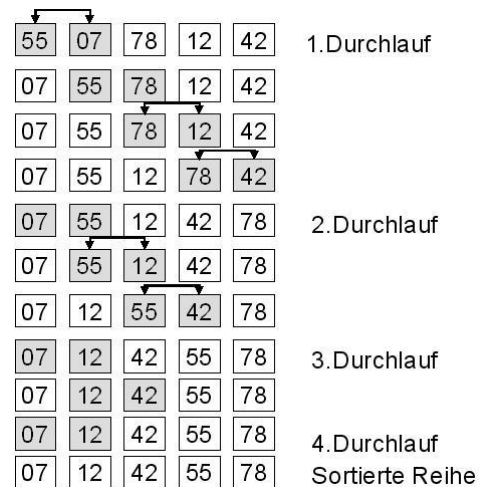 55 07 78 12 42 1.Durchlauf
07 55 78 12 42
07 55 78 12 42
07 55 12 78 42
07 55 12 42 78 2.Durchlauf
07 55 12 42 78
07 12 55 42 78
07 12 42 55 78 3.Durchlauf
07 12 42 55 78
07 12 42 55 78 4.Durchlauf
07 12 42 55 78 Sortierte Reihe